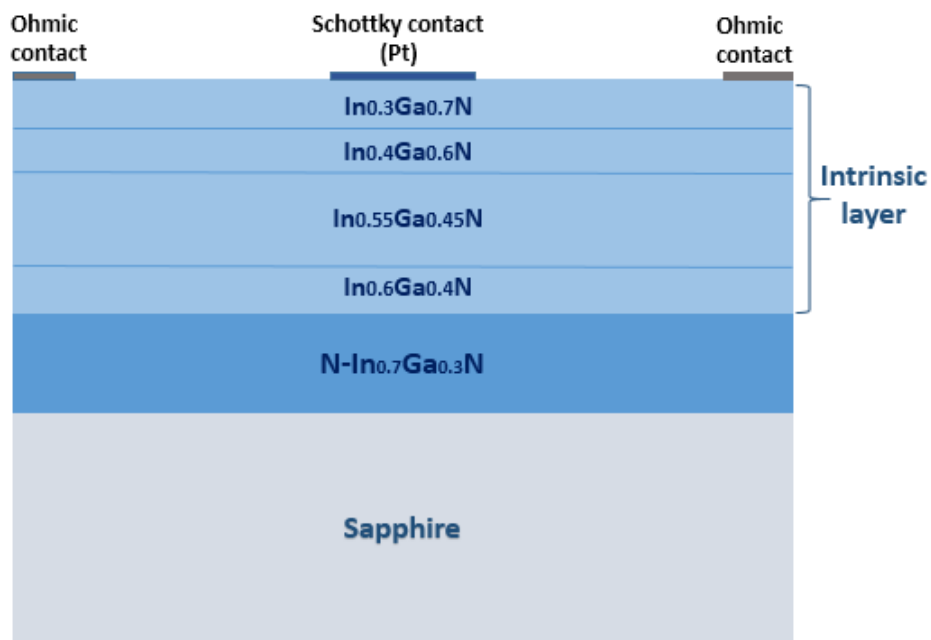 Ohmic
contact
Schottky contact
(Pt)
Ohmic
contact
In0.3Ga0.7N
In0.4Ga0.6N
In0.55Ga0.45N
In0.6Ga0.4N
Intrinsic
layer
N-In0.7Ga0.3N
Sapphire